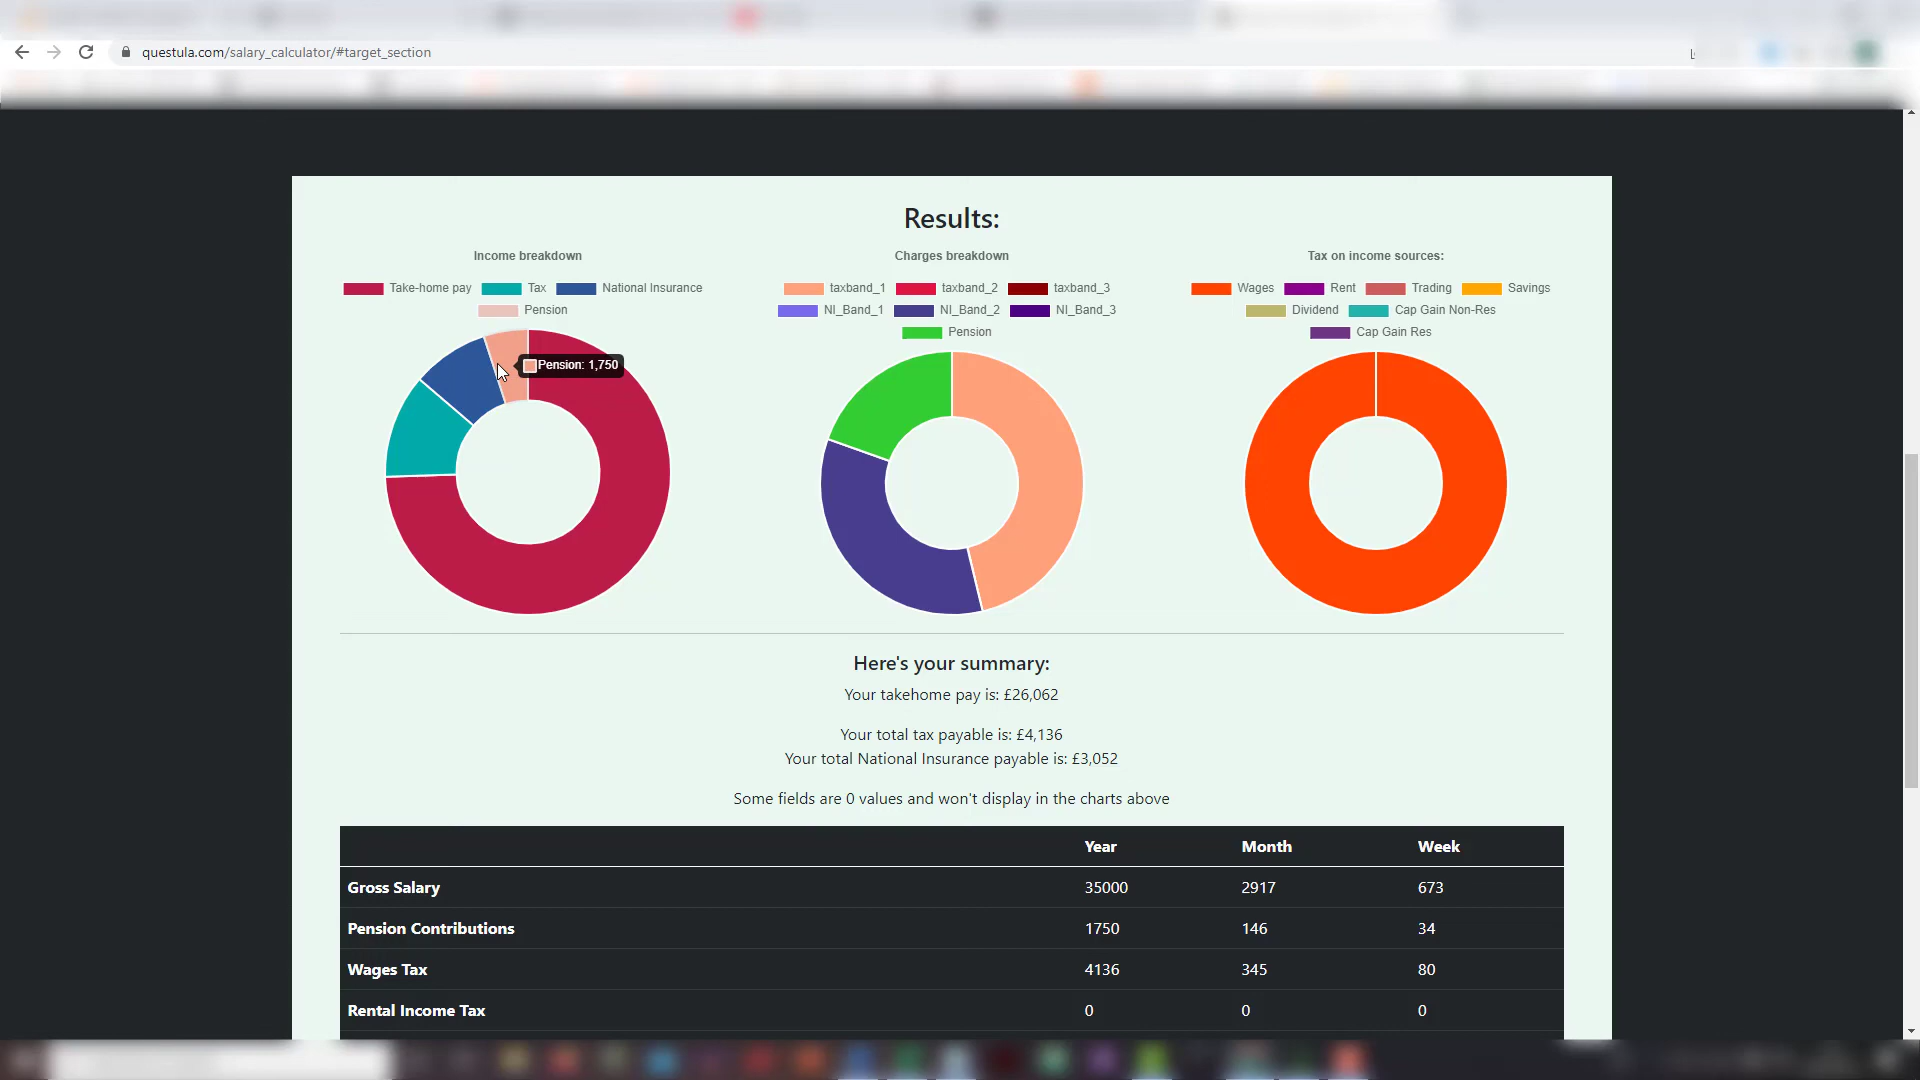 questula.com/salary_calculator/#target_section
Results:
Income breakdown
Take-home pay Tax National Insurance
Pension
Pension: 1,750
Charges breakdown
taxband_1 taxband_2 taxband_3
NI_Band_1 NI_Band_2 NI_Band_3
Pension
Tax on income sources:
Wages Rent Trading Savings
Dividend Cap Gain Non-Res
Cap Gain Res
Here's your summary:
Your takehome pay is: £26,062
Your total tax payable is: £4,136
Your total National Insurance payable is: £3,052
Some fields are 0 values and won't display in the charts above
Year Month Week
Gross Salary 35000 2917 673
Pension Contributions 1750 146 34
Wages Tax 4136 345 80
Rental Income Tax 0 0 0